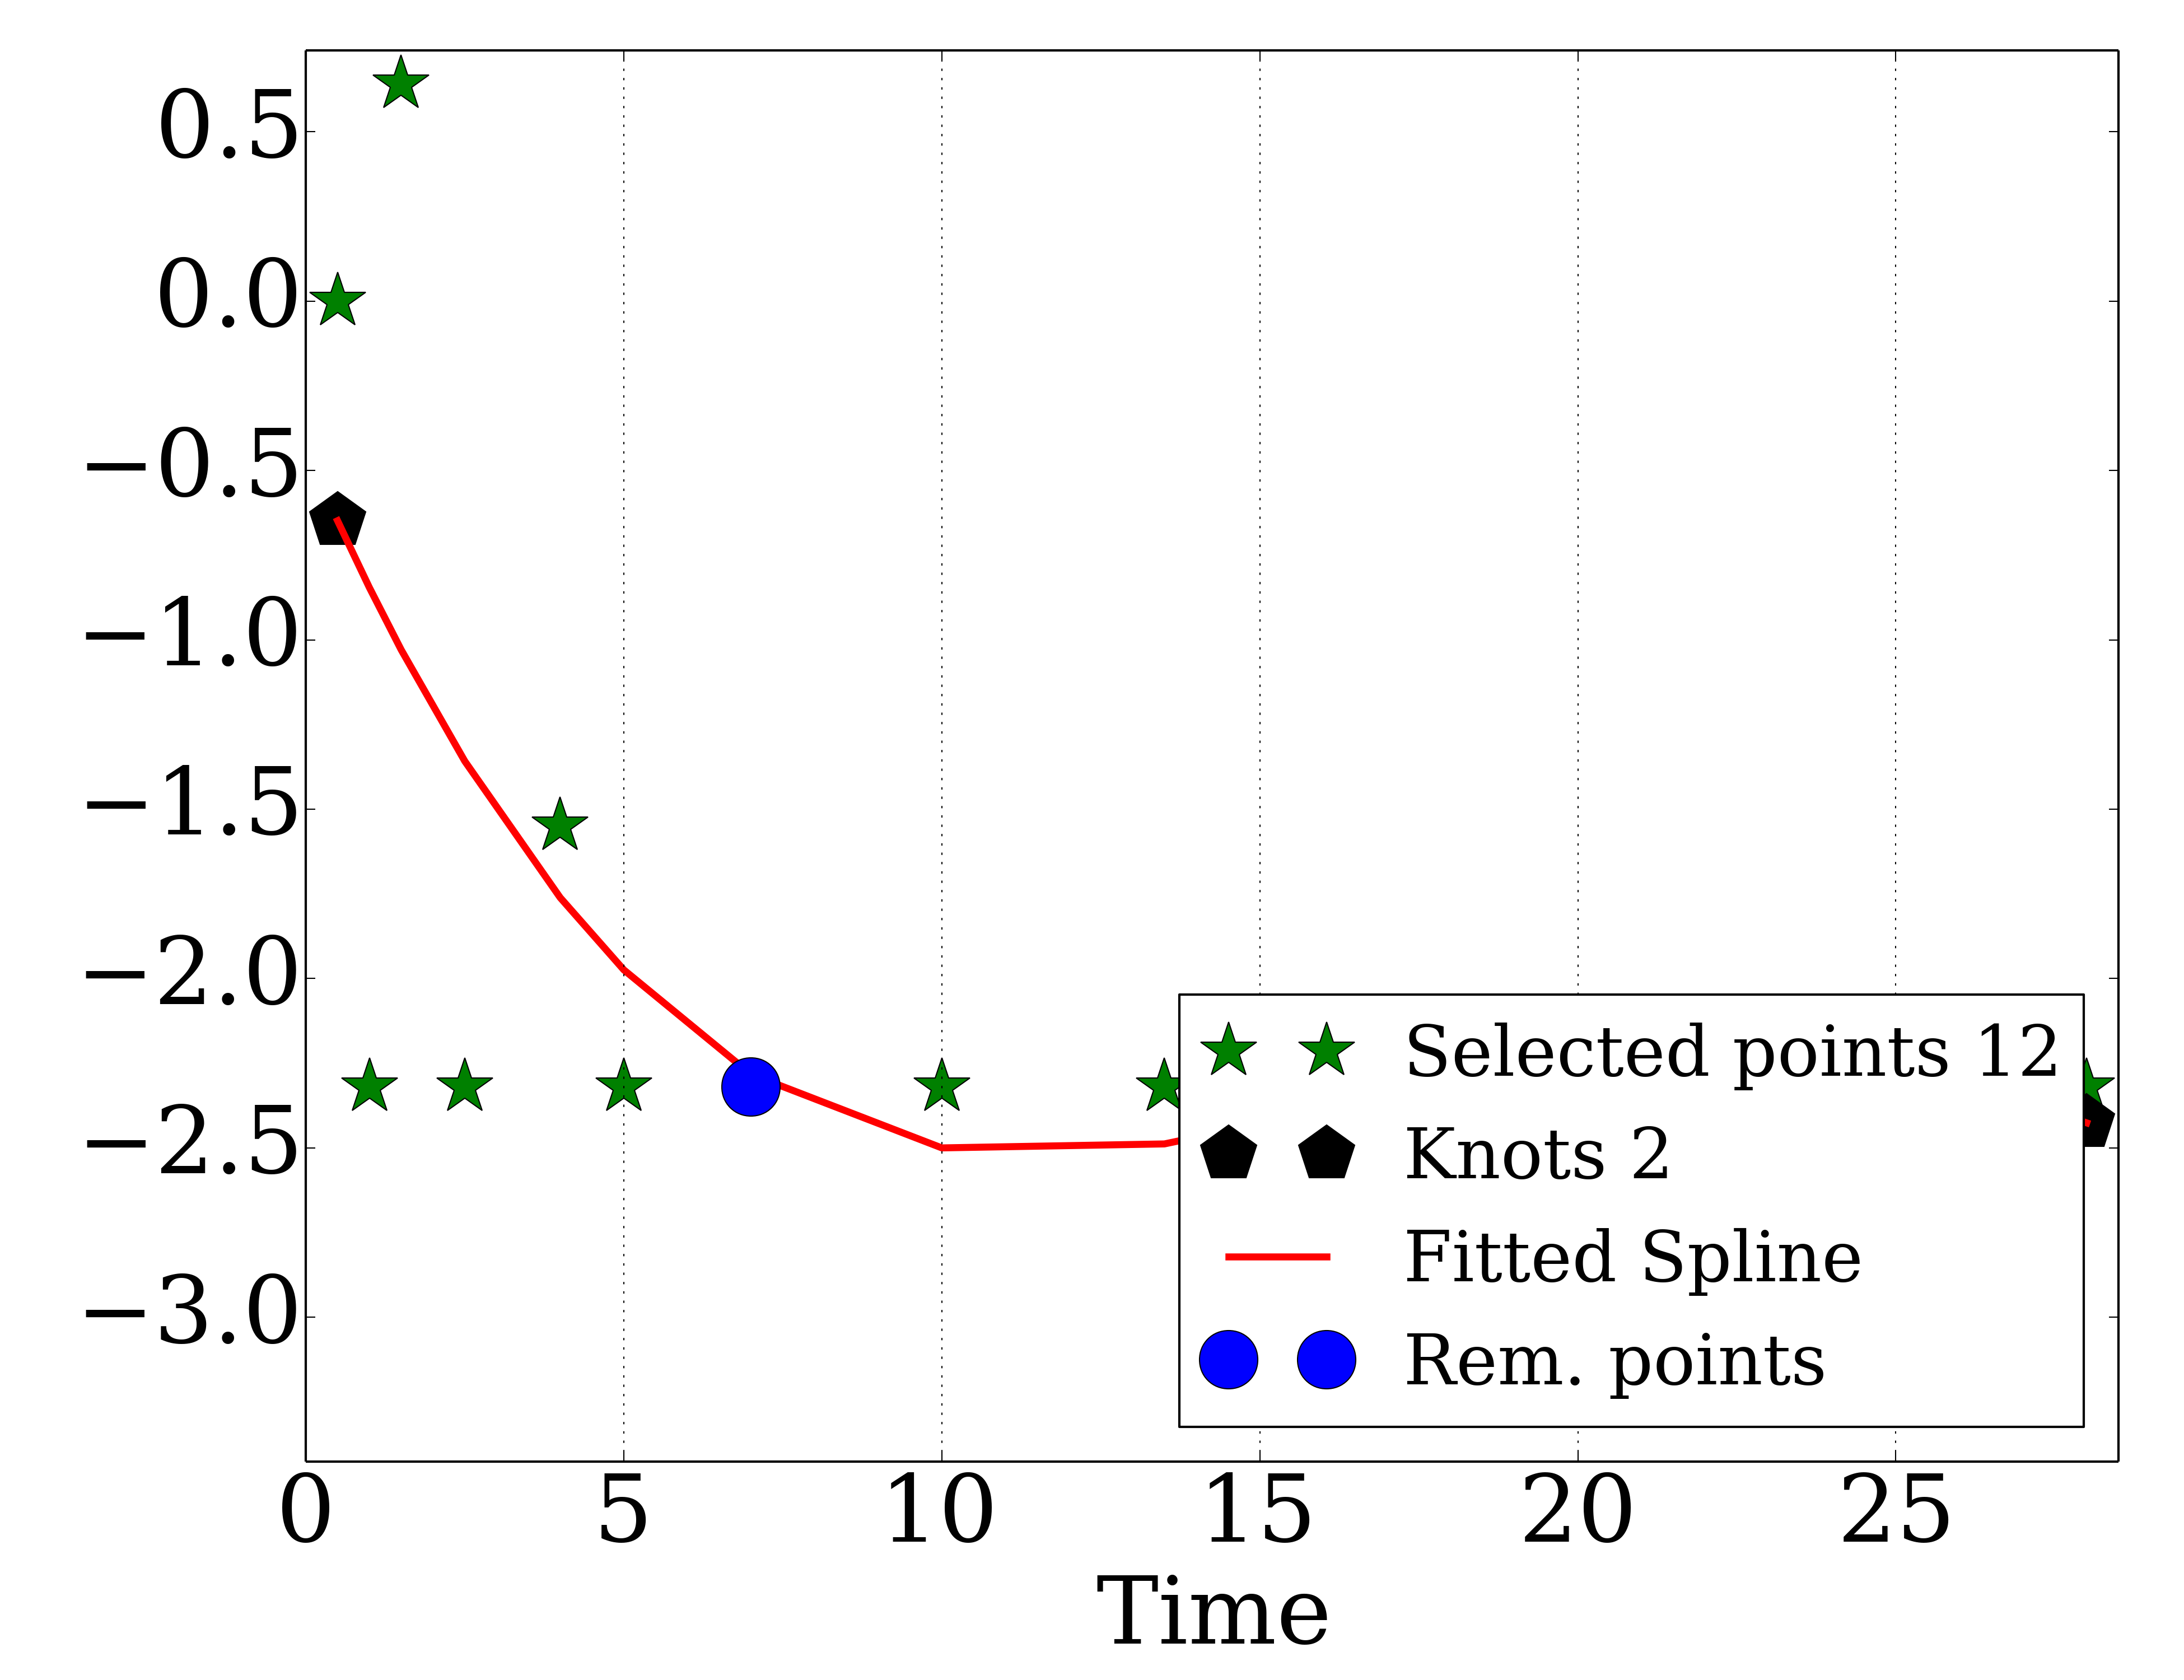 0.5
0.0
−0.5
−1.0
−1.5
−2.0
−2.5
−3.0
Selected points 12
Knots 2
Fitted Spline
Rem. points
0 5 10 15 20 25
Time